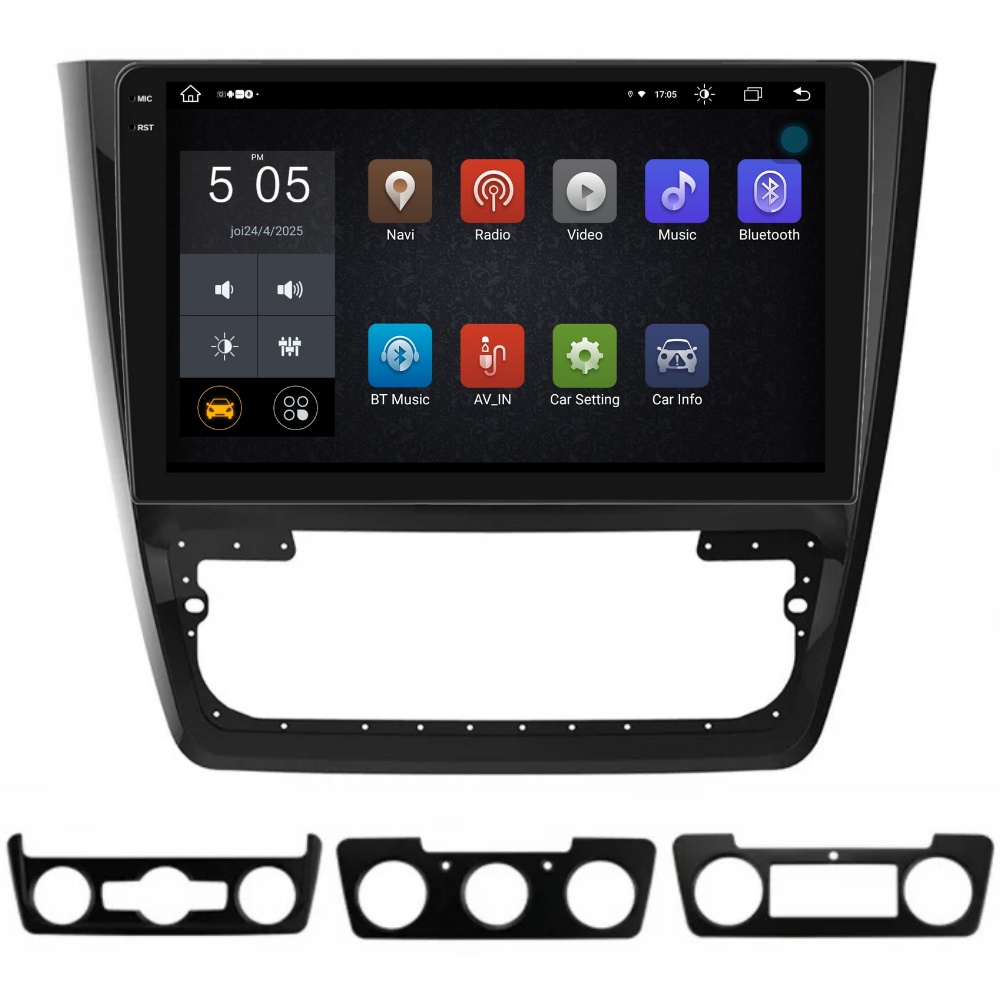 MIC
17:05
RST
PM
5 05
joi24/4/2025
Navi
Radio
Video
Music
Bluetooth
BT Music
AV_IN
Car Setting
Car Info